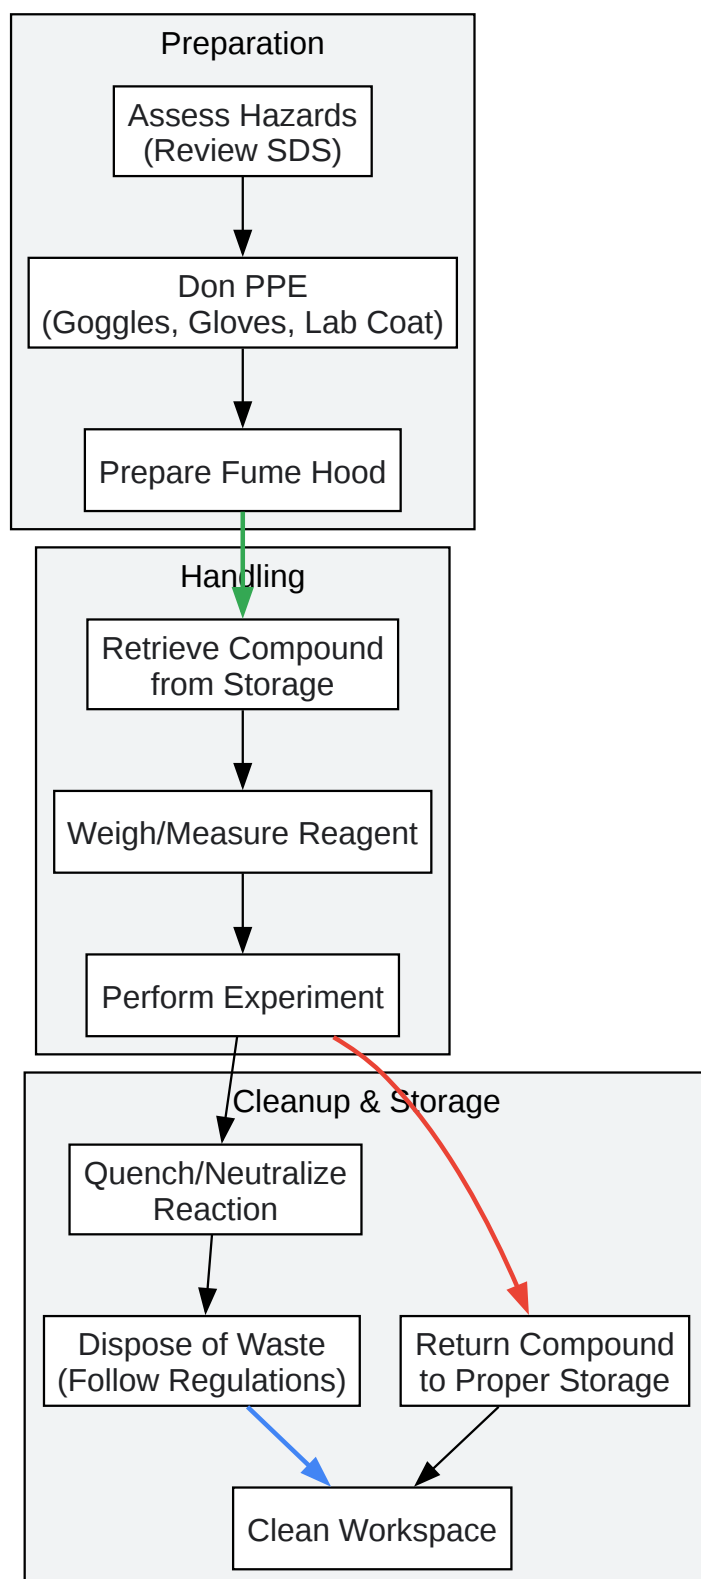 Preparation
Assess Hazards
(Review SDS)
Don PPE
(Goggles, Gloves, Lab Coat)
Prepare Fume Hood
Handling
Retrieve Compound
from Storage
Weigh/Measure Reagent
Perform Experiment
Cleanup & Storage
Quench/Neutralize
Reaction
Dispose of Waste
(Follow Regulations)
Return Compound
to Proper Storage
Clean Workspace